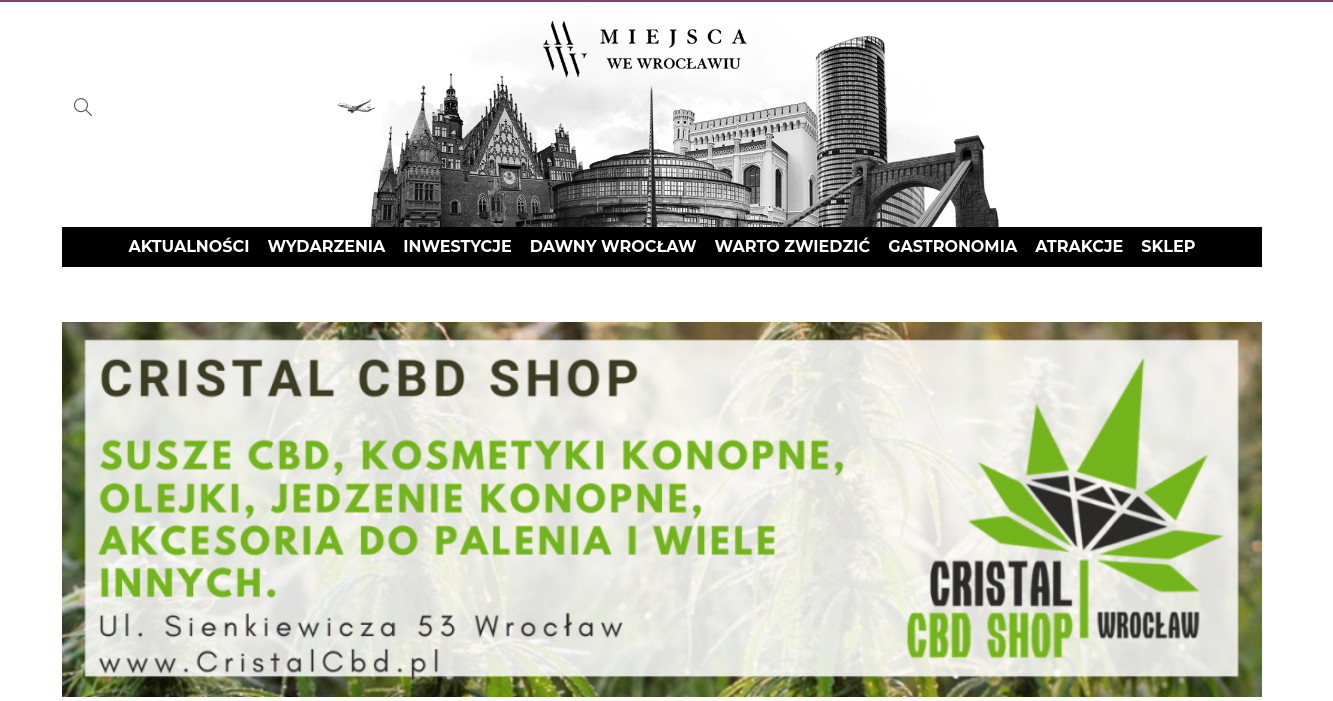 MIEJSCA
WE WROCŁAWIU
AKTUALNOŚCI WYDARZENIA INWESTYCJE DAWNY WROCŁAW WARTO ZWIEDZIĆ GASTRONOMIA ATRAKCJE SKLEP
CRISTAL CBD SHOP
SUSZE CBD, KOSMETYKI KONOPNE,
OLEJKI, JEDZENIE KONOPNE,
AKCESORIA DO PALENIA I WIELE
INNYCH.
Ul. Sienkiewicza 53 Wrocław
www.CristalCbd.pl
CRISTAL
CBD SHOP WROCŁAW